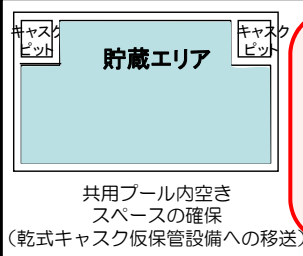 キャスク
ピット
キャスク
ピット
貯蔵エリア
共用プール内空き
スペースの確保
（乾式キャスク仮保管設備への移送）